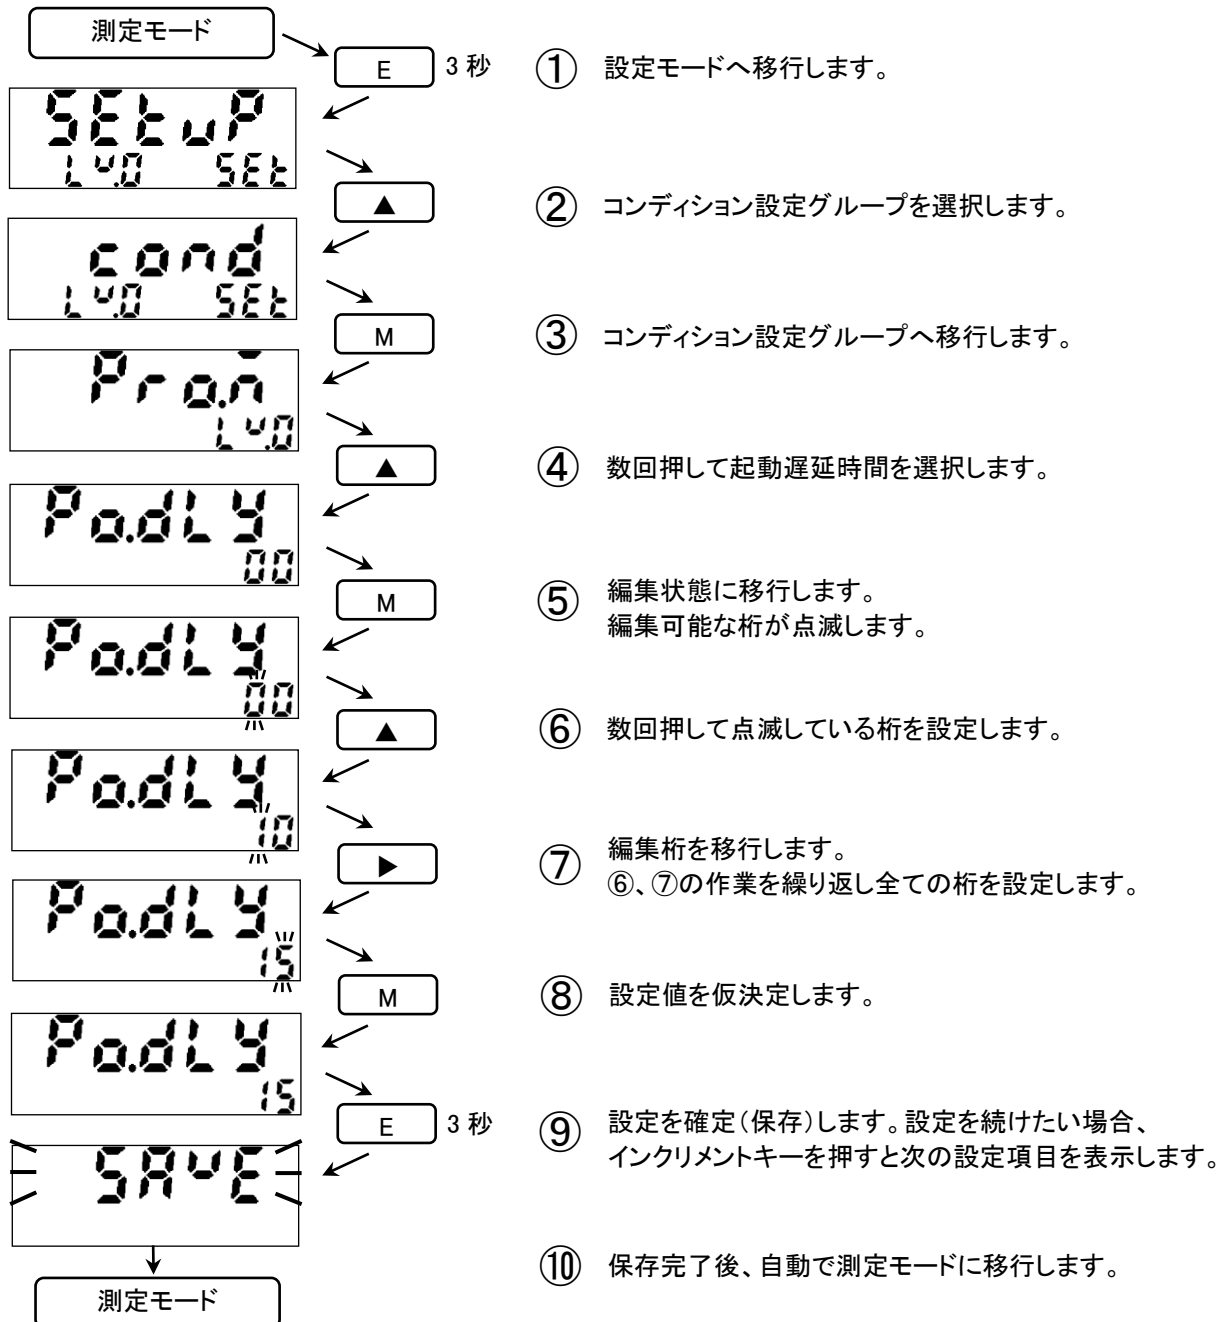 測定モード
E
3 秒
① 設定モードへ移行します。
SEtuP
Lv.0 SEt
▲
② コンディション設定グループを選択します。
cond
Lv.0 SEt
M
③ コンディション設定グループへ移行します。
Pro.m
Lv.0
▲
④ 数回押して起動遅延時間を選択します。
Po.dLY
00
M
⑤ 編集状態に移行します。
編集可能な桁が点滅します。
Po.dLY
00
▲
⑥ 数回押して点滅している桁を設定します。
Po.dLY
10
▶
⑦ 編集桁を移行します。
⑥、⑦の作業を繰り返し全ての桁を設定します。
Po.dLY
15
M
⑧ 設定値を仮決定します。
Po.dLY
15
E
3 秒
⑨ 設定を確定(保存)します。設定を続けたい場合、
インクリメントキーを押すと次の設定項目を表示します。
SAvE
⑩ 保存完了後、自動で測定モードに移行します。
測定モード